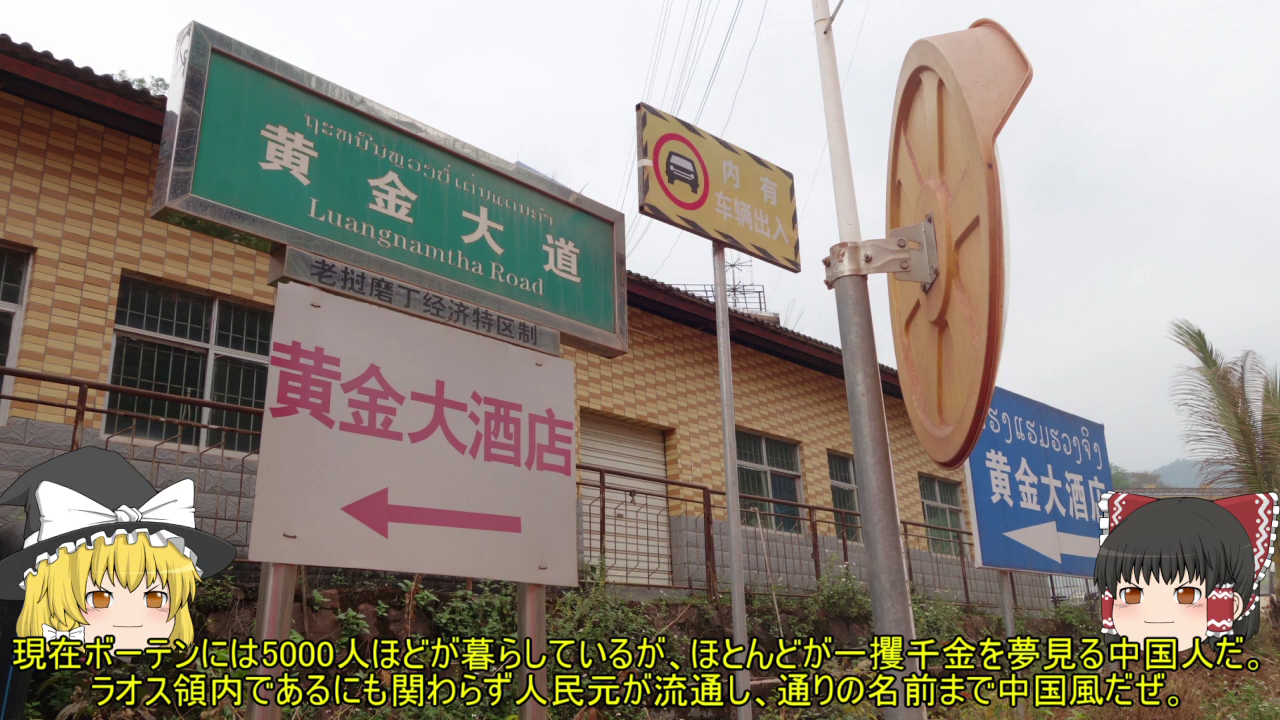 黄金大道
Luangnamtha Road
老挝磨丁经济特区制
黄金大酒店
内有
车辆出入
黄金大酒店
現在ボーテンには5000人ほどが暮らしているが、ほとんどが一攫千金を夢見る中国人だ。
ラオス領内であるにも関わらず人民元が流通し、通りの名前まで中国風だぜ。